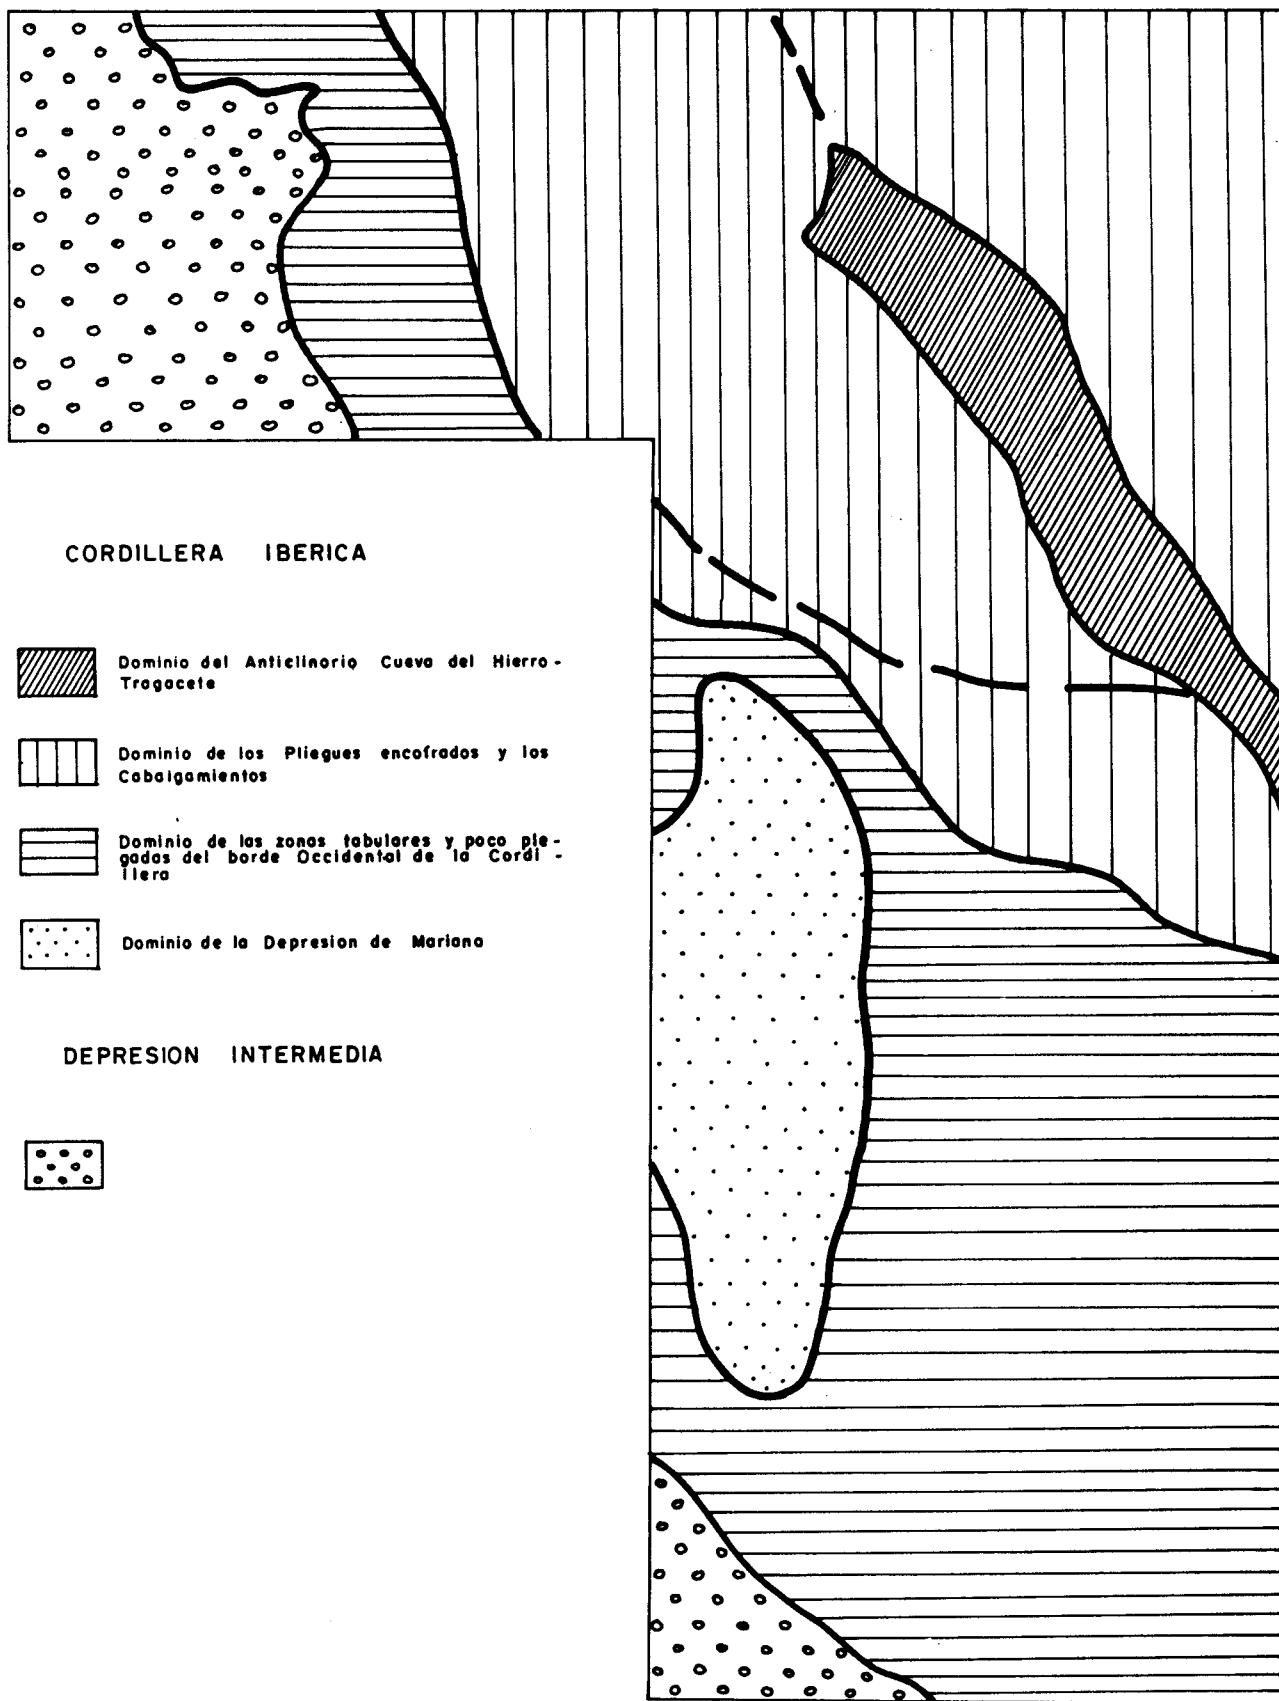 CORDILLERA IBERICA
Dominio del Anticlinorio Cueva del Hierro -
Tragacete
Dominio de los Pliegues encofrados y los
Cabalgamientos
Dominio de las zonas tabulares y poco ple-
gadas del borde Occidental de la Cordi -
llera
Dominio de la Depresion de Mariana
DEPRESION INTERMEDIA